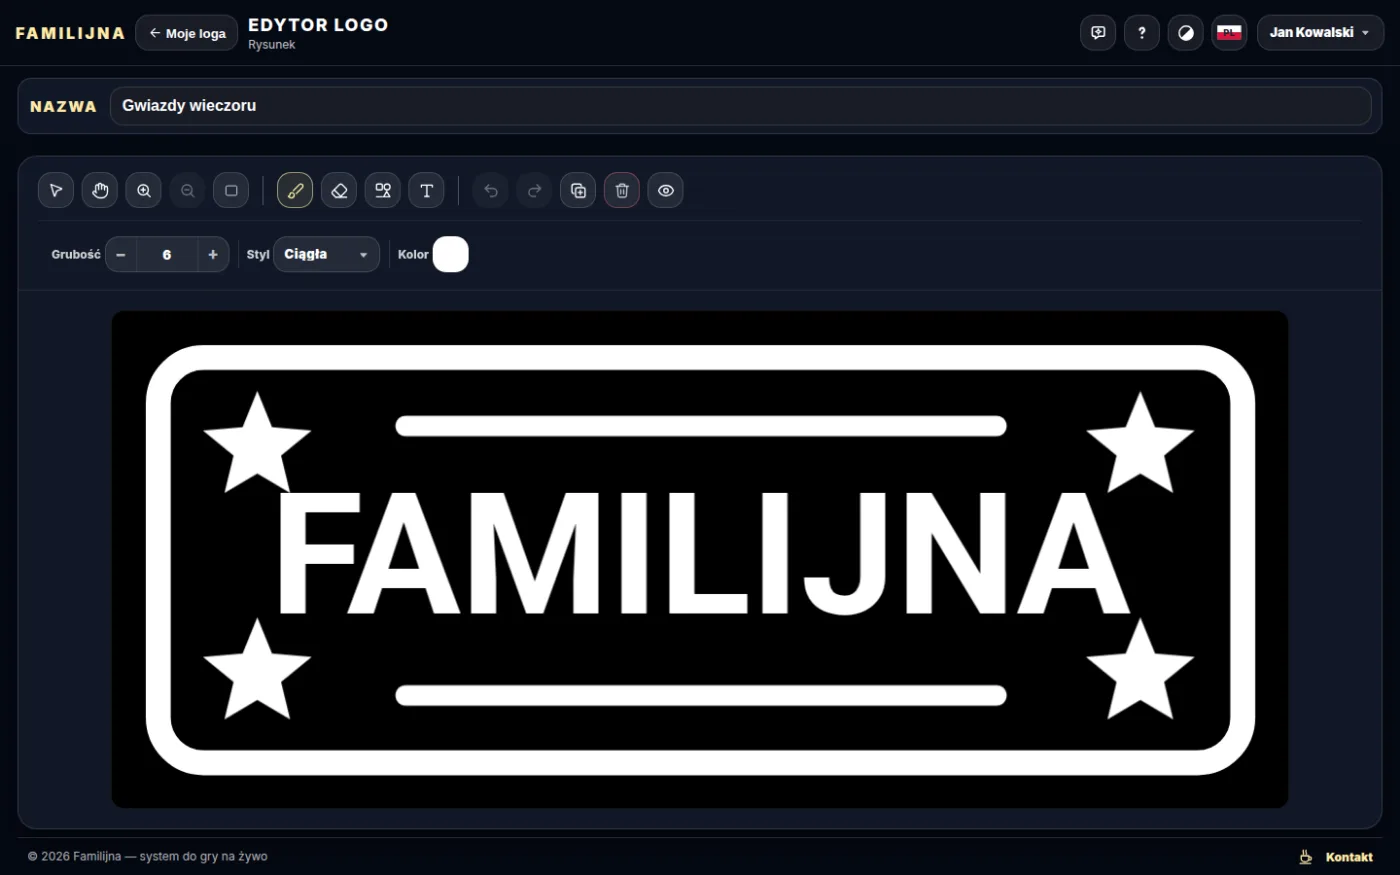 FAMILIJNA
← Moje loga
EDYTOR LOGO
Rysunek
?
PL
Jan Kowalski
NAZWA
Gwiazdy wieczoru
T
Grubość
−
6
+
Styl
Ciągła
Kolor
FAMILIJNA
© 2026 Familijna — system do gry na żywo
Kontakt